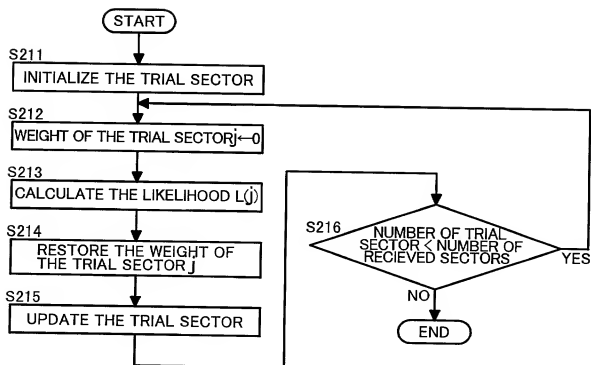 START
S211
INITIALIZE THE TRIAL SECTOR
S212
WEIGHT OF THE TRIAL SECTOR j←0
S213
CALCULATE THE LIKELIHOOD L(j)
S214
RESTORE THE WEIGHT OF
THE TRIAL SECTOR j
S215
UPDATE THE TRIAL SECTOR
S216
NUMBER OF TRIAL
SECTOR < NUMBER OF
RECIEVED SECTORS
YES
NO
END